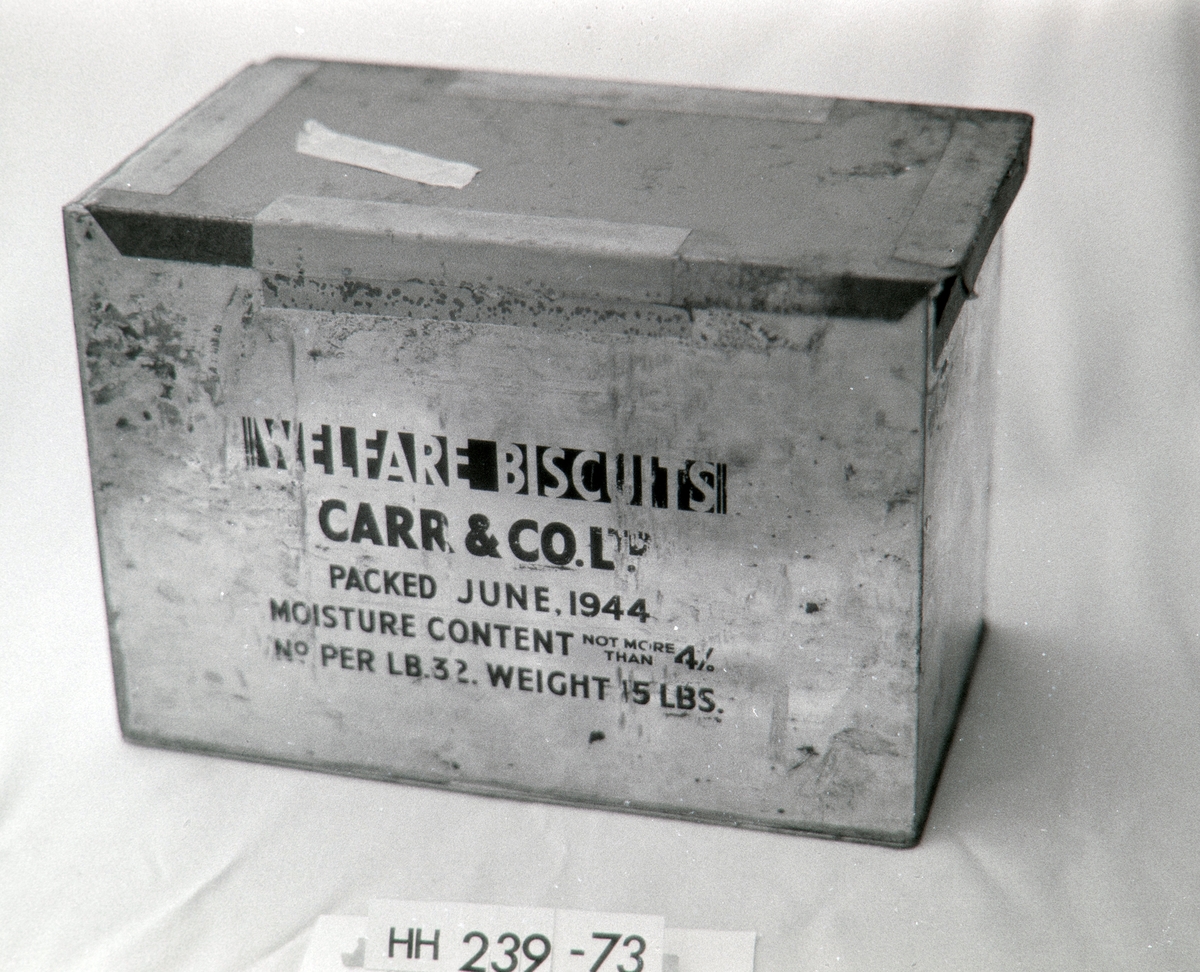 WELFARE BISCUITS
CARR & CO. LTD.
PACKED JUNE, 1944
MOISTURE CONTENT NOT MORE THAN 4%
No PER LB. 32. WEIGHT 15 LBS.
HH 239-73